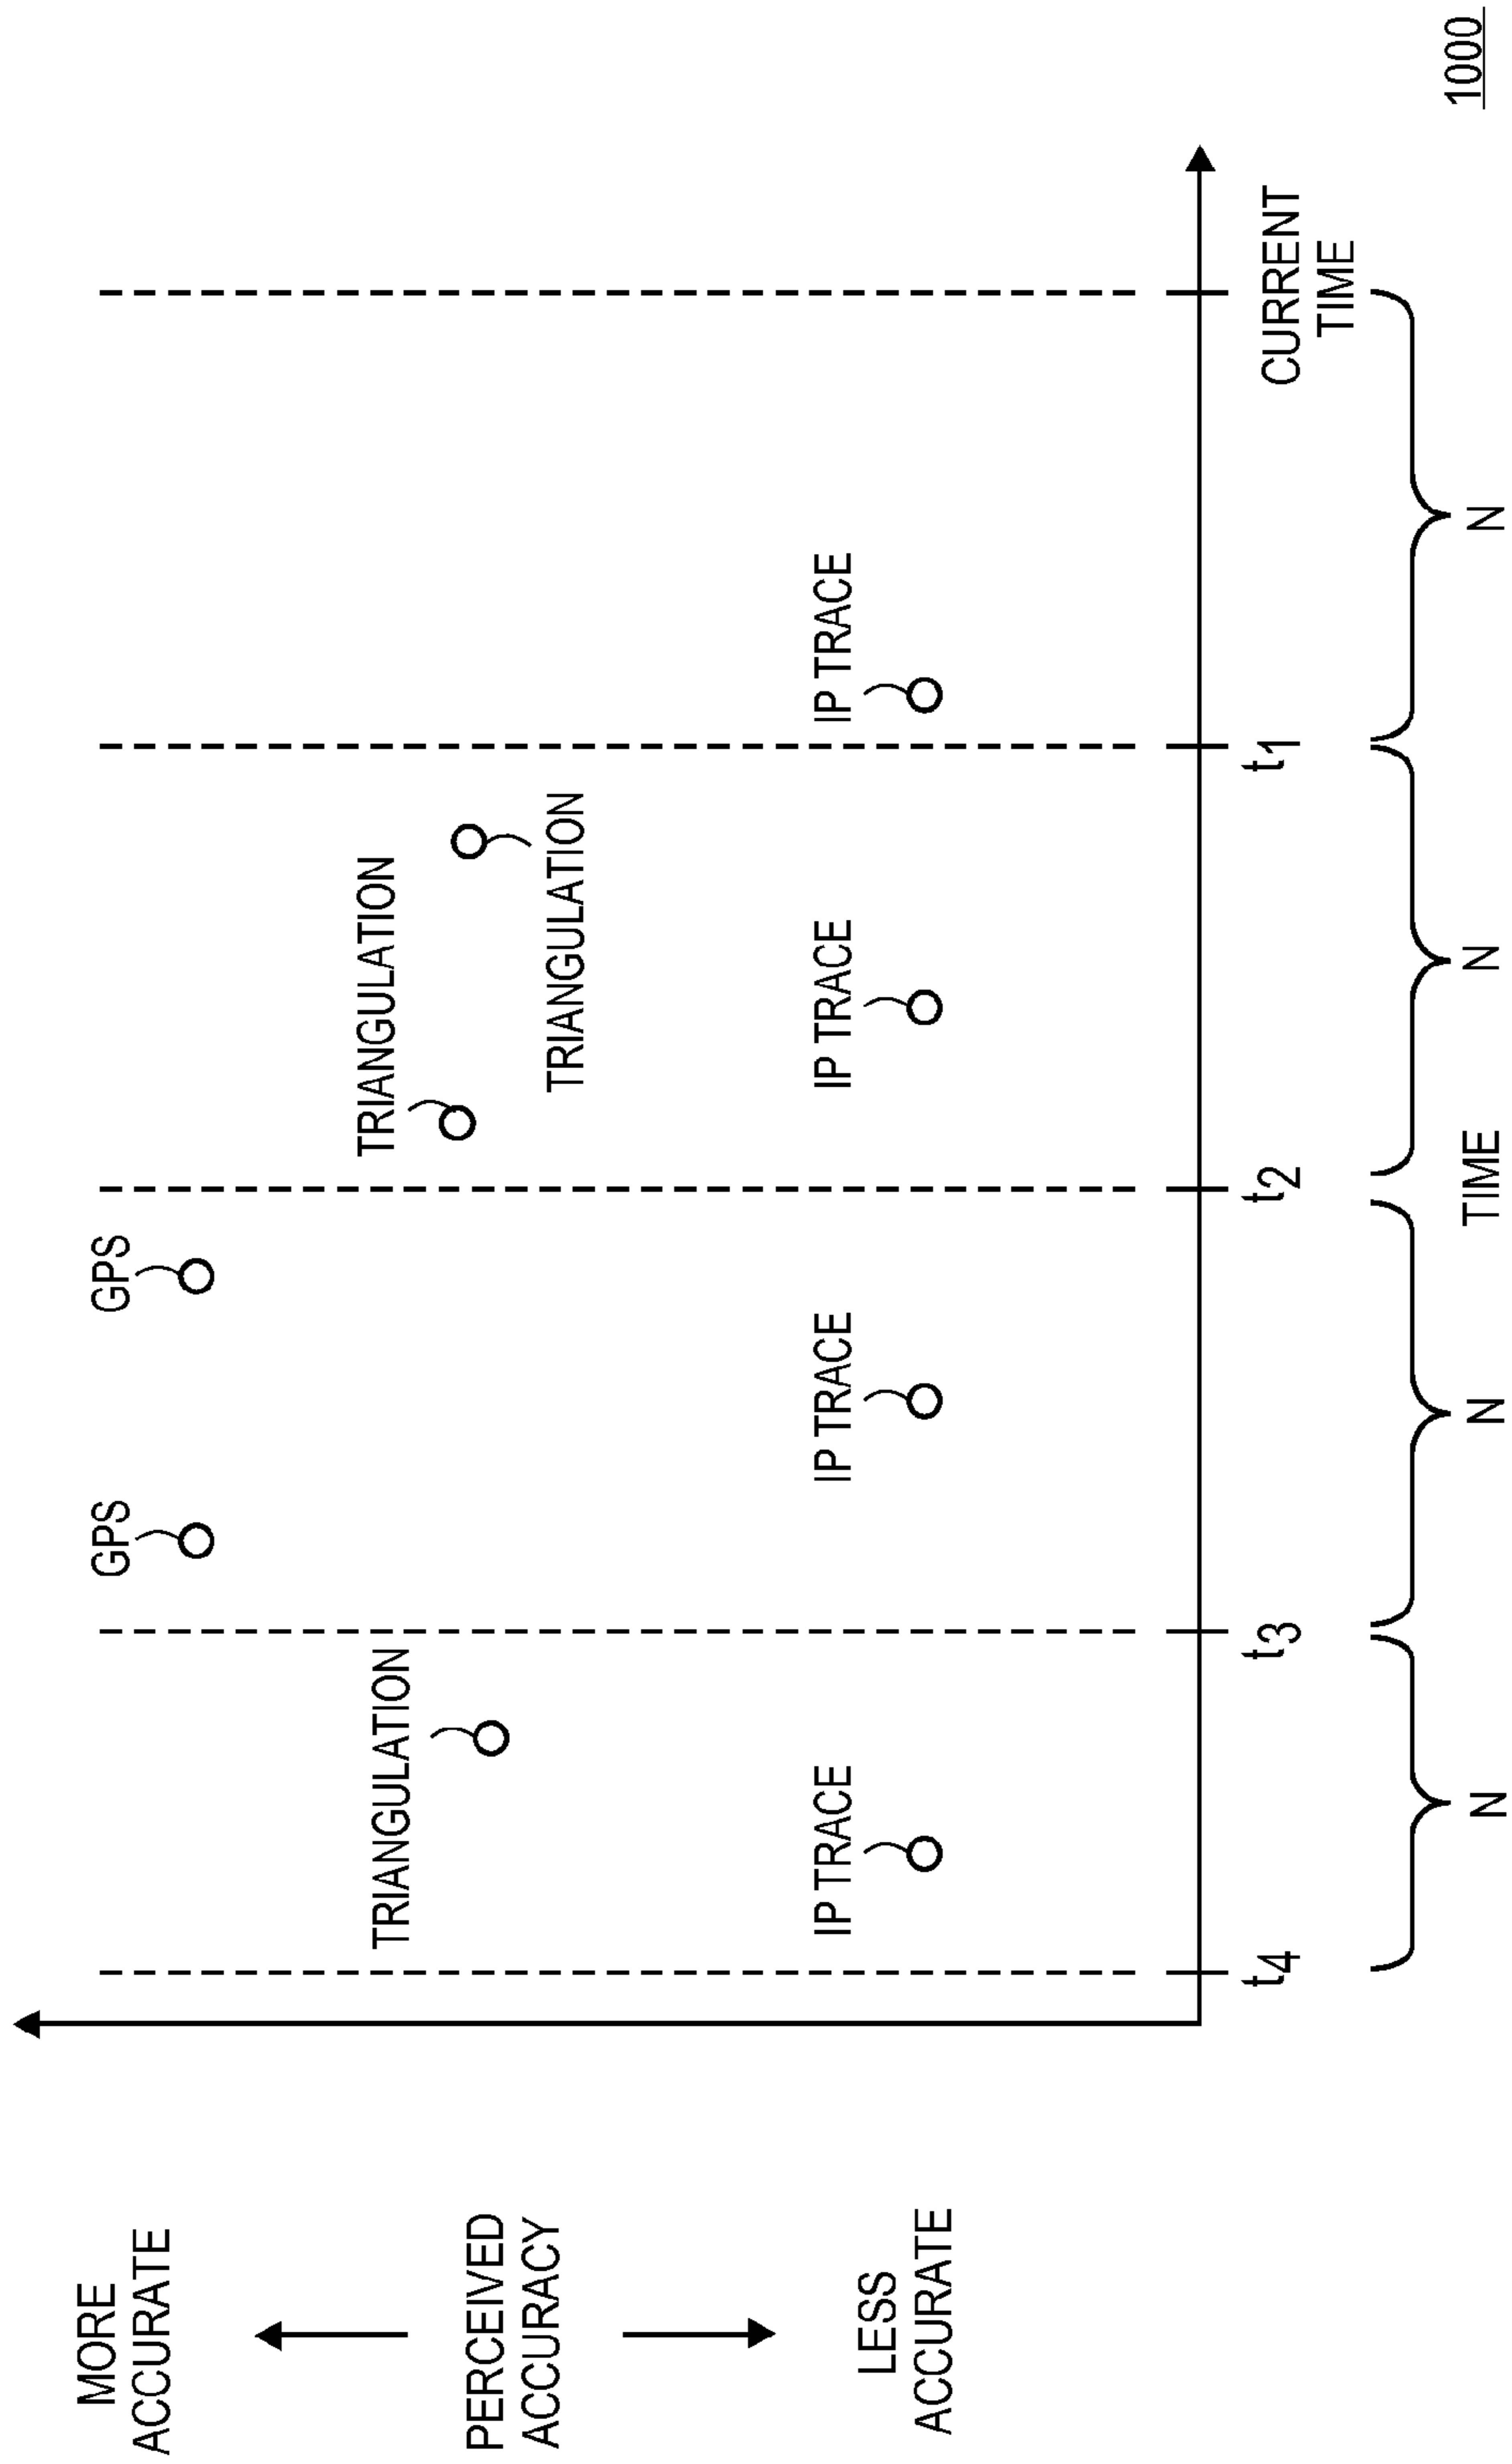 MORE
ACCURATE
PERCEIVED
ACCURACY
LESS
ACCURATE
GPS
GPS
TRIANGULATION
TRIANGULATION
TRIANGULATION
IP TRACE
IP TRACE
IP TRACE
IP TRACE
t4
t3
t2
t1
CURRENT
TIME
N
N
N
N
TIME
1000